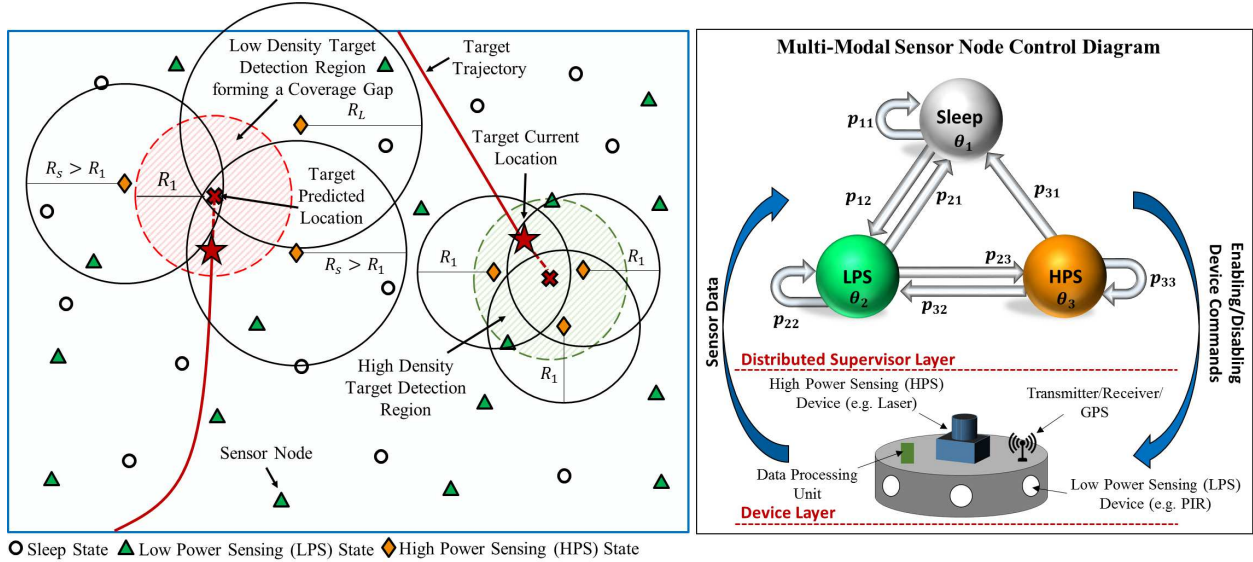 Low Density Target
Detection Region
forming a Coverage Gap
Target
Trajectory
R_L
Target Current
Location
R_s > R_1
R_1
Target
Predicted
Location
R_s > R_1
R_1
R_1
R_1
High Density
Target Detection
Region
Sensor Node
Sleep State
Low Power Sensing (LPS) State
High Power Sensing (HPS) State
Multi-Modal Sensor Node Control Diagram
Sleep
θ_1
p_11
p_12
p_21
p_31
LPS
θ_2
p_23
HPS
θ_3
p_33
p_22
p_32
Sensor Data
Enabling/Disabling
Device Commands
Distributed Supervisor Layer
High Power Sensing (HPS)
Device (e.g. Laser)
Transmitter/Receiver/
GPS
Data Processing
Unit
Low Power Sensing (LPS)
Device (e.g. PIR)
Device Layer